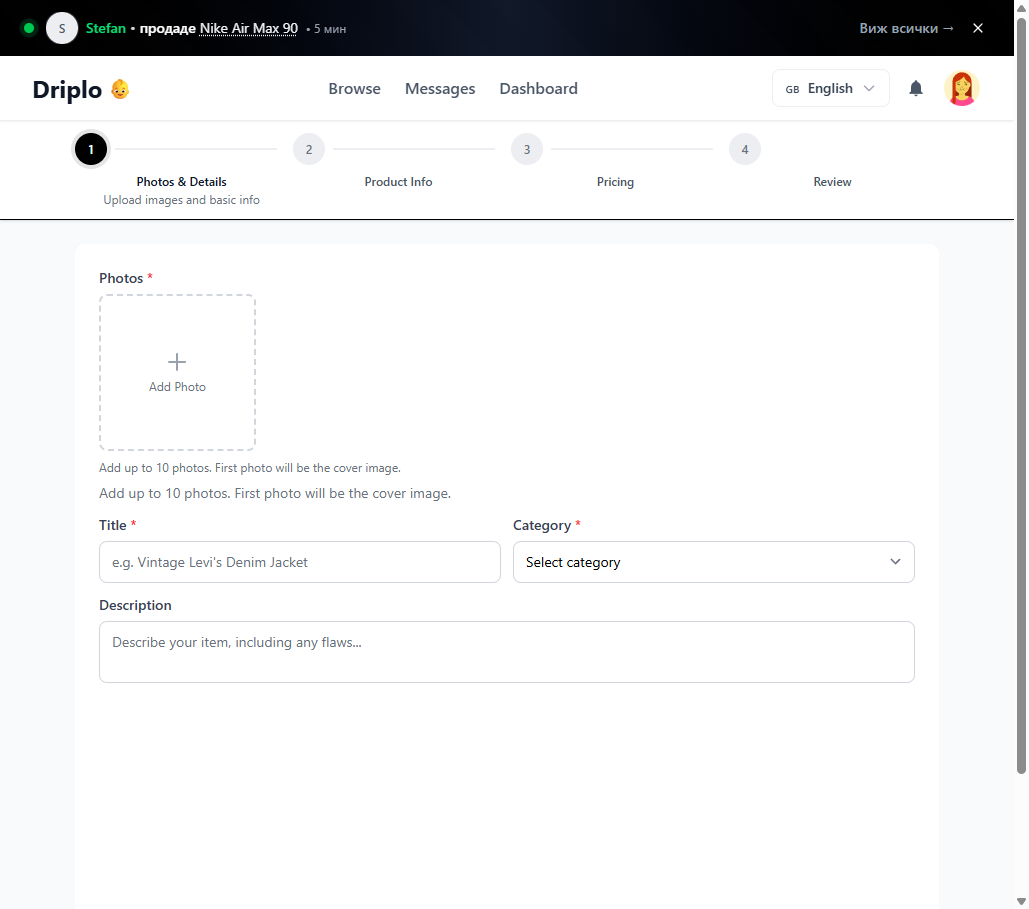 S Stefan • продаде Nike Air Max 90 • 5 мин Виж всички → ×
Driplo 👶 Browse Messages Dashboard GB English
1 2 3 4
Photos & Details Product Info Pricing Review
Upload images and basic info
Photos *
+
Add Photo
Add up to 10 photos. First photo will be the cover image.
Add up to 10 photos. First photo will be the cover image.
Title * Category *
e.g. Vintage Levi's Denim Jacket Select category
Description
Describe your item, including any flaws...